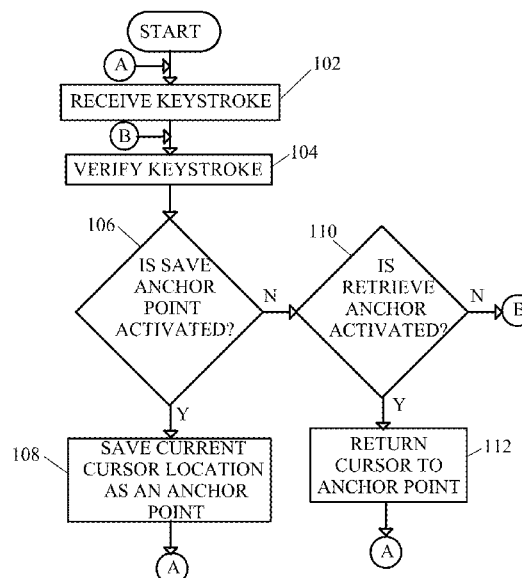 START
A
102
RECEIVE KEYSTROKE
B
104
VERIFY KEYSTROKE
106
IS SAVE
ANCHOR
POINT
ACTIVATED?
N
Y
110
IS
RETRIEVE
ANCHOR
ACTIVATED?
N
B
Y
108
SAVE CURRENT
CURSOR LOCATION
AS AN ANCHOR
POINT
A
RETURN
CURSOR TO
ANCHOR POINT
112
A